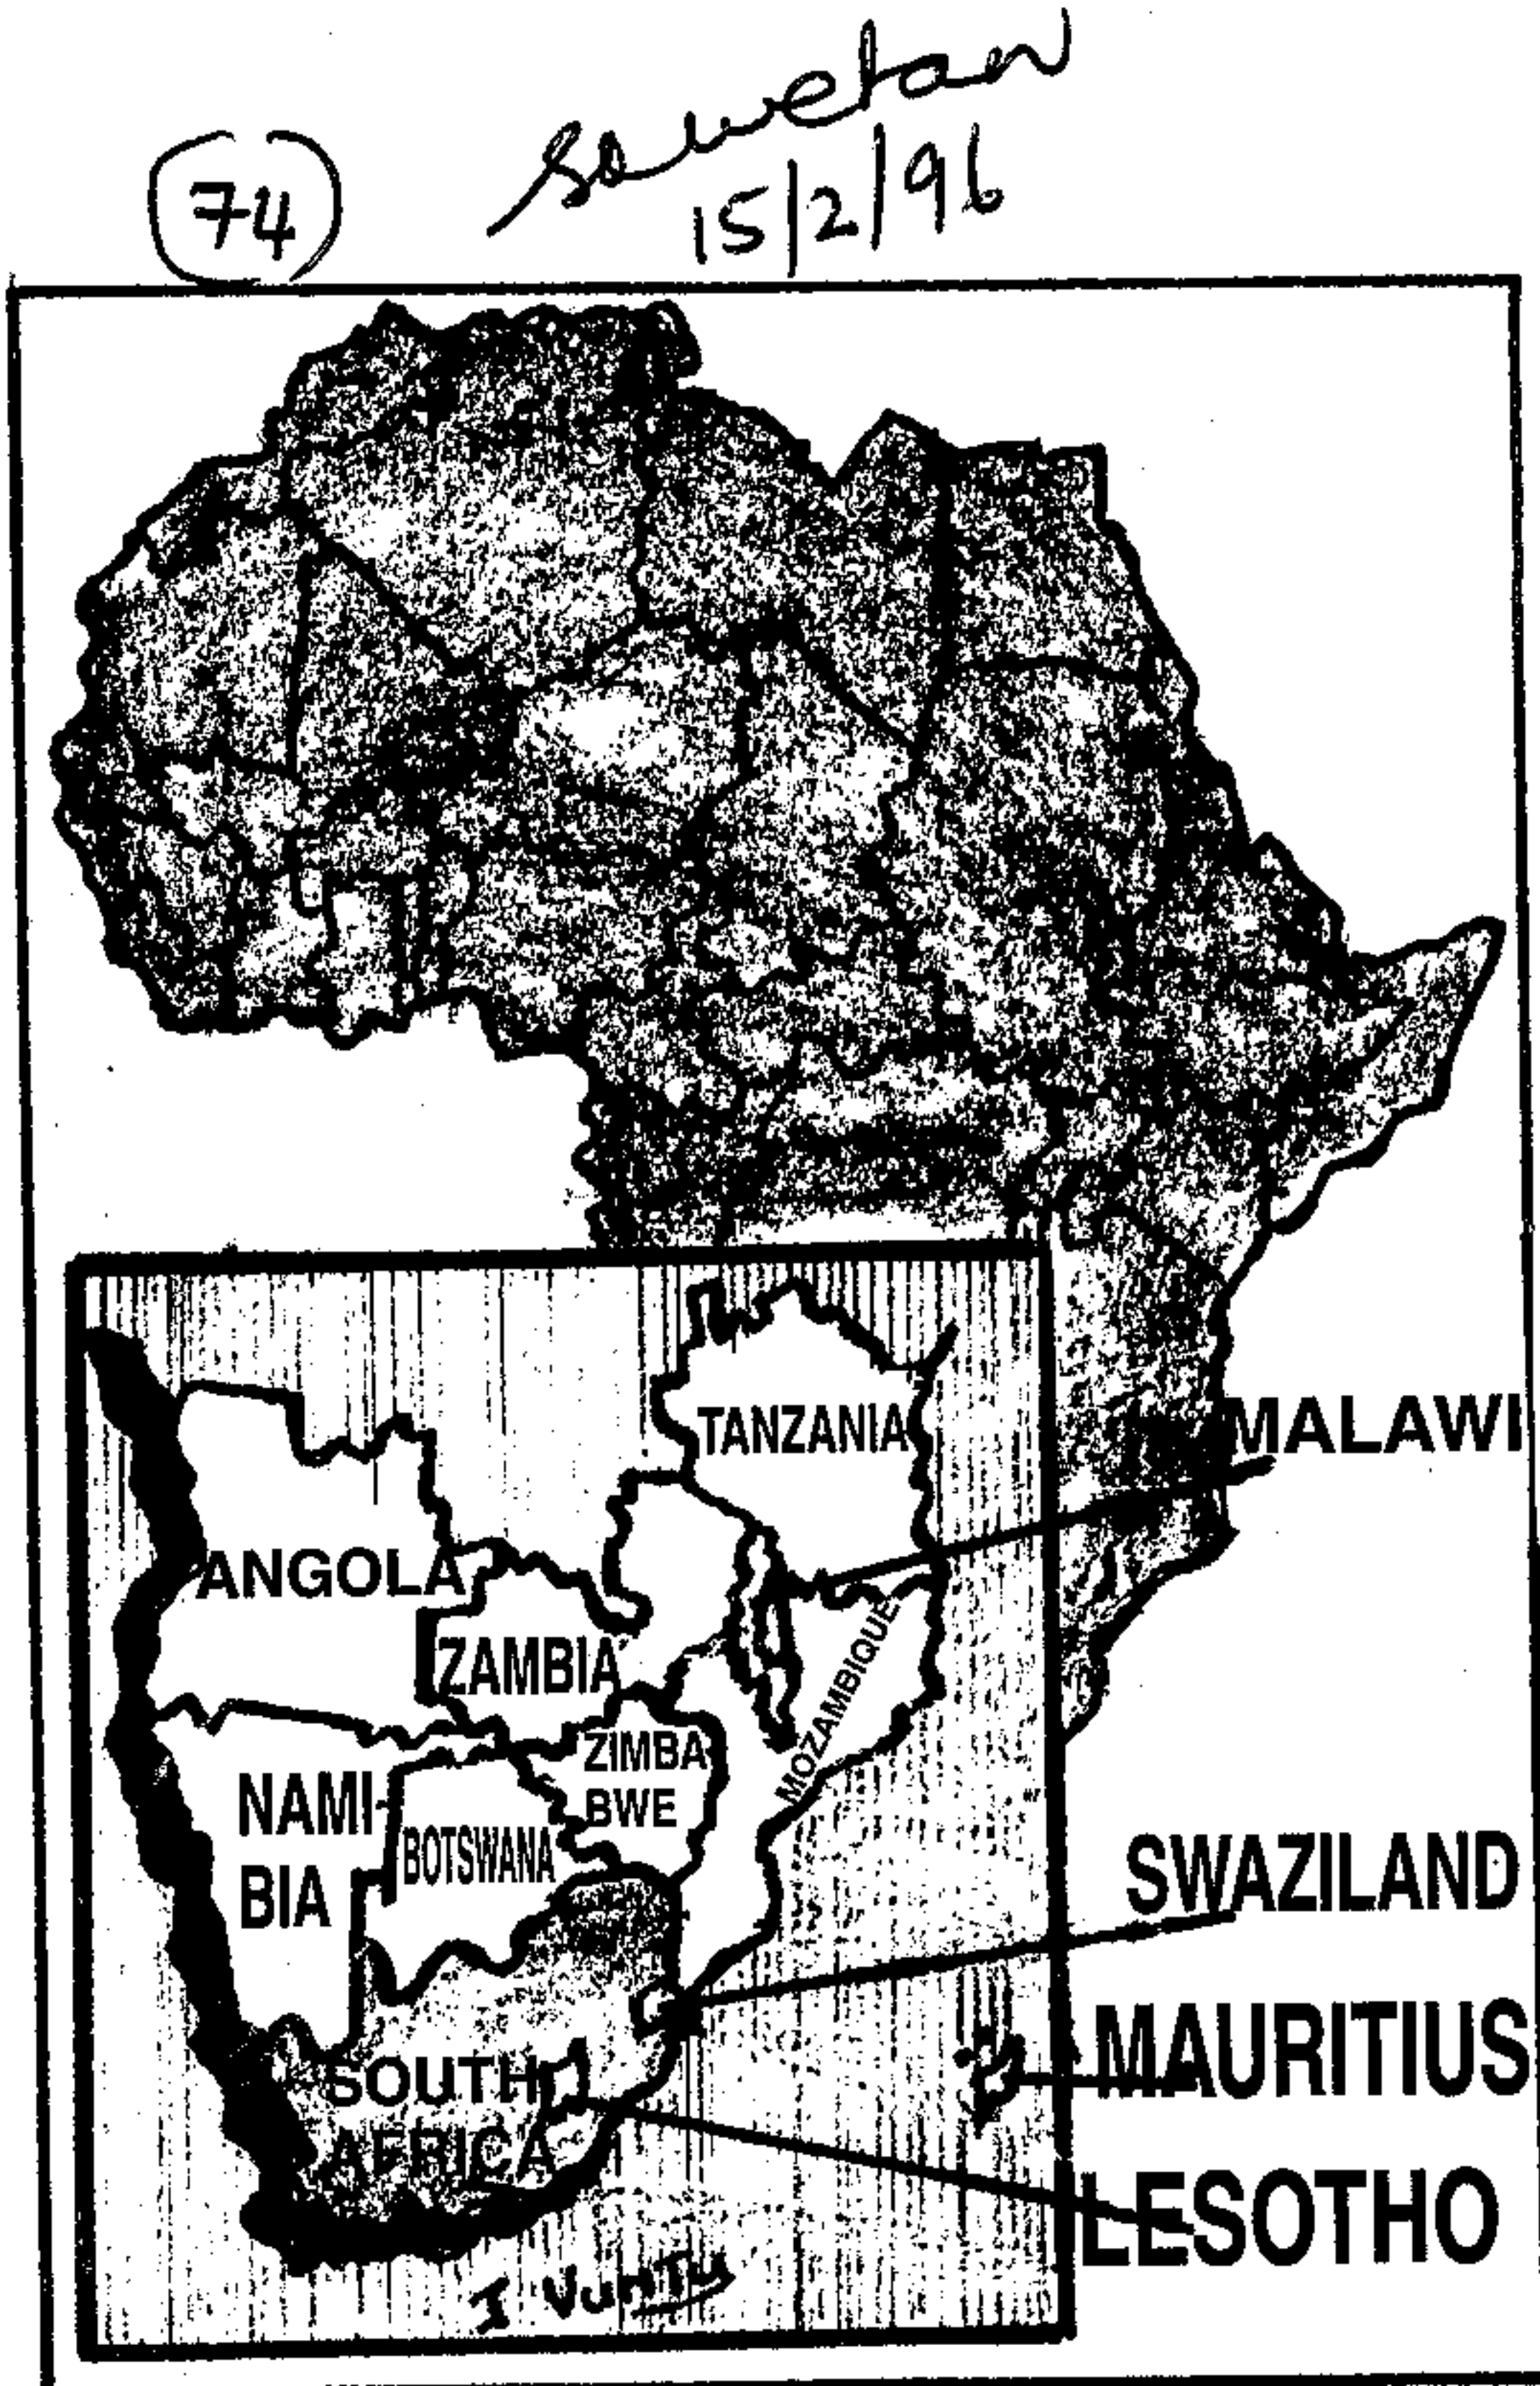 Sowetan
74
15/2/96
TANZANIA
MALAWI
ANGOLA
ZAMBIA
MOZAMBIQUE
ZIMBA
BWE
NAMI-
BIA
BOTSWANA
SWAZILAND
SOUTH
AFRICA
MAURITIUS
LESOTHO